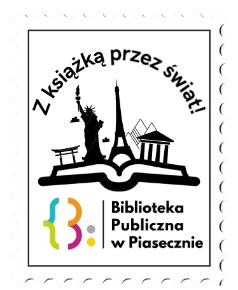 Z książką przez świat!
Biblioteka
Publiczna
w Piasecznie